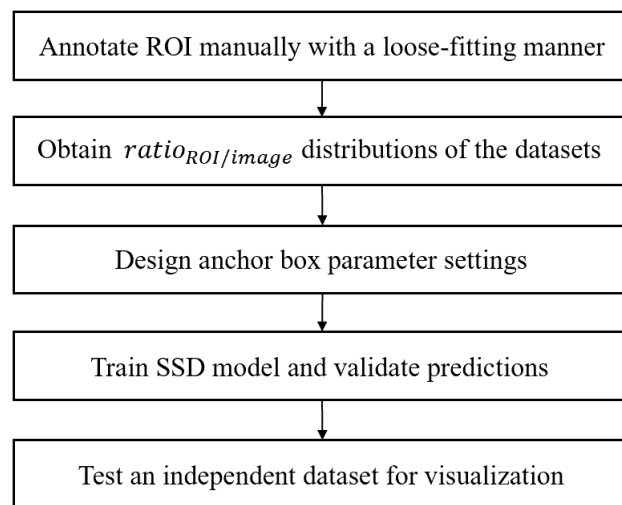 Annotate ROI manually with a loose-fitting manner
Obtain ratio_{ROI/image} distributions of the datasets
Design anchor box parameter settings
Train SSD model and validate predictions
Test an independent dataset for visualization